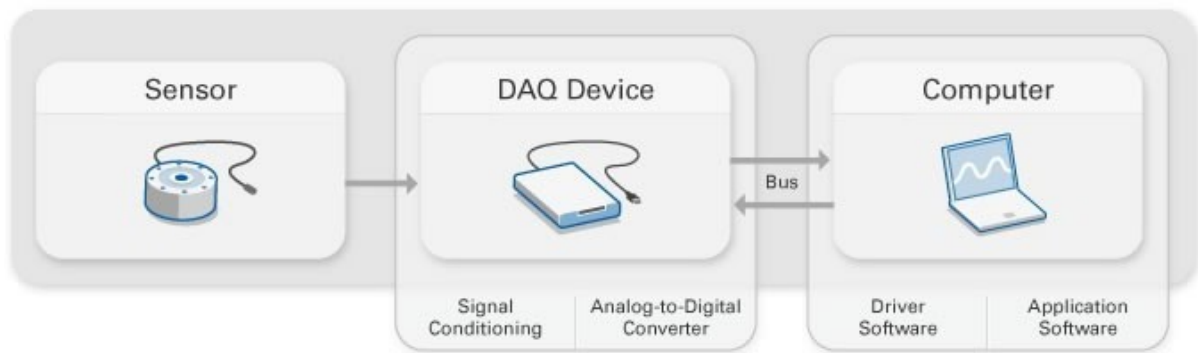 Sensor
DAQ Device
Computer
Bus
Signal
Conditioning
Analog-to-Digital
Converter
Driver
Software
Application
Software